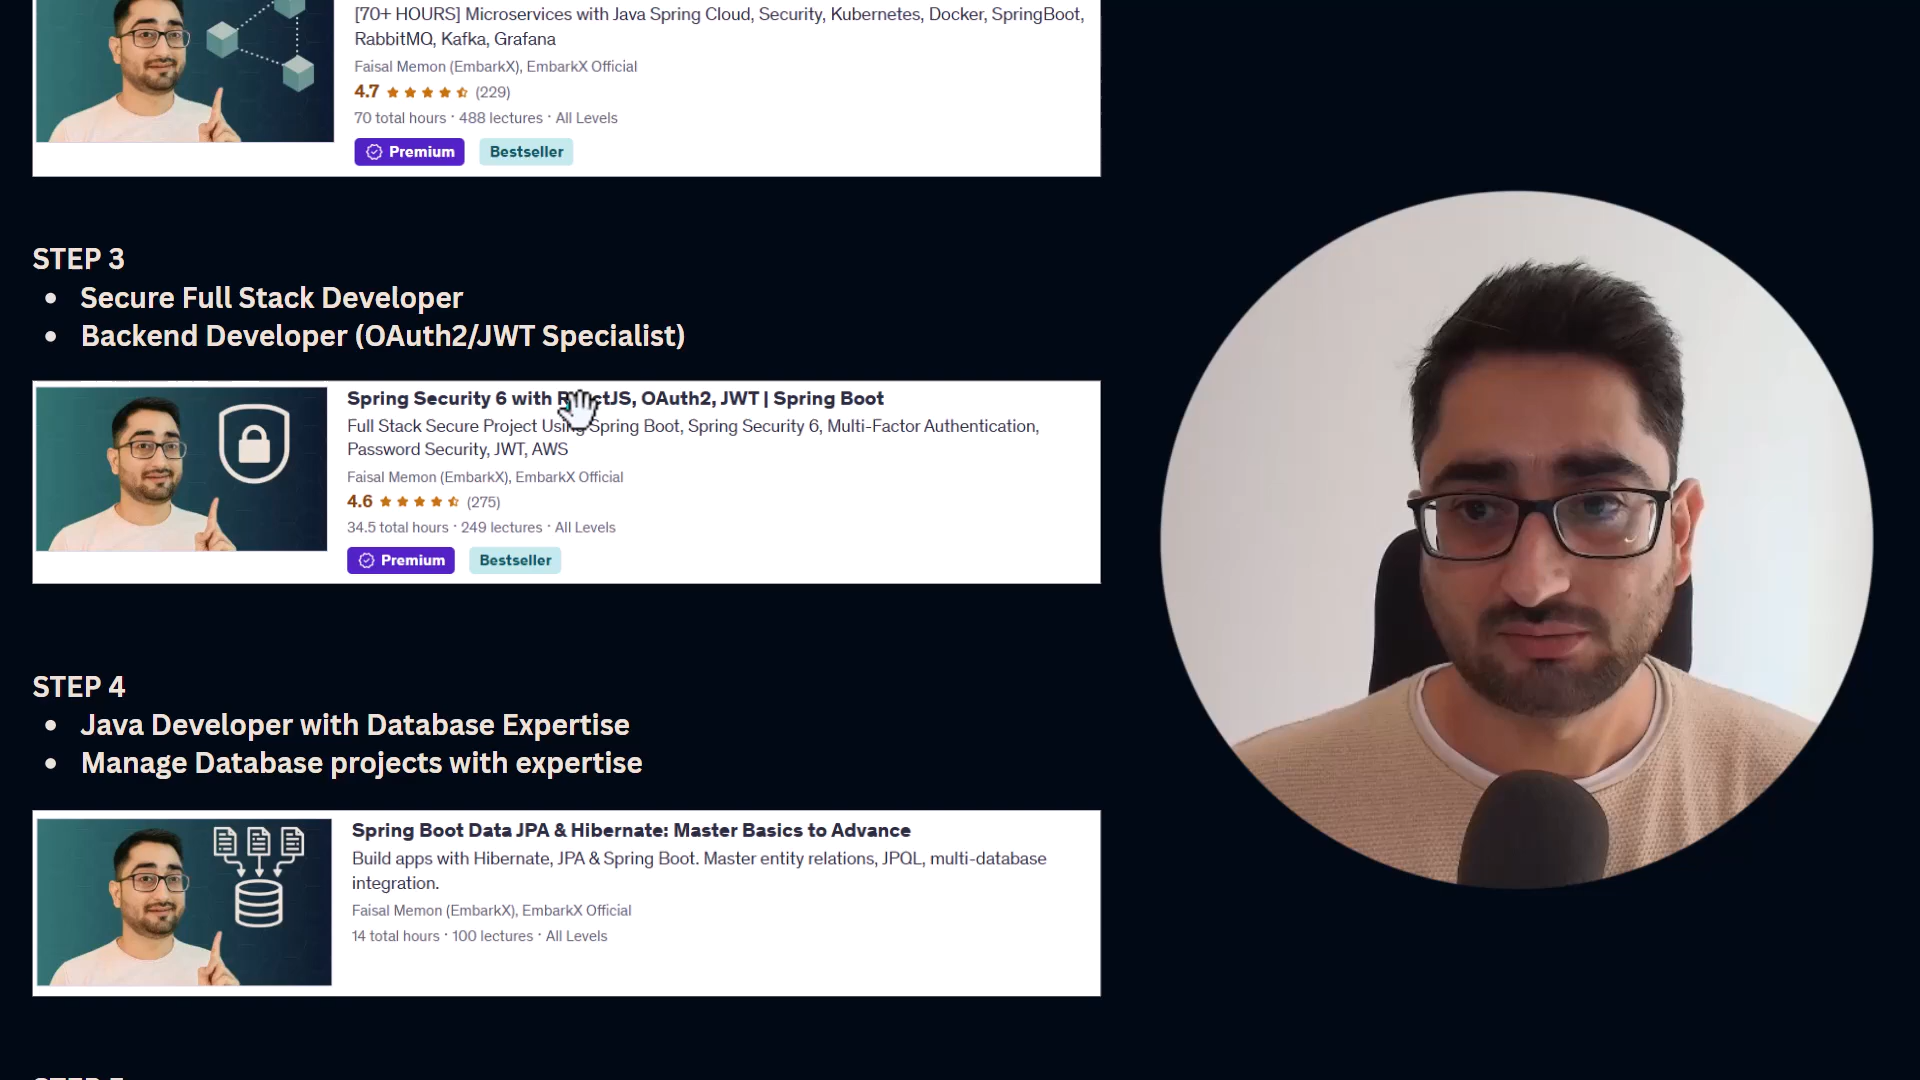 [70+ HOURS] Microservices with Java Spring Cloud, Security, Kubernetes, Docker, SpringBoot,
RabbitMQ, Kafka, Grafana
Faisal Memon (EmbarkX), EmbarkX Official
4.7 (229)
70 total hours · 488 lectures · All Levels
Premium Bestseller
STEP 3
• Secure Full Stack Developer
• Backend Developer (OAuth2/JWT Specialist)
Spring Security 6 with ReactJS, OAuth2, JWT | Spring Boot
Full Stack Secure Project Using Spring Boot, Spring Security 6, Multi-Factor Authentication,
Password Security, JWT, AWS
Faisal Memon (EmbarkX), EmbarkX Official
4.6 (275)
34.5 total hours · 249 lectures · All Levels
Premium Bestseller
STEP 4
• Java Developer with Database Expertise
• Manage Database projects with expertise
Spring Boot Data JPA & Hibernate: Master Basics to Advance
Build apps with Hibernate, JPA & Spring Boot. Master entity relations, JPQL, multi-database
integration.
Faisal Memon (EmbarkX), EmbarkX Official
14 total hours · 100 lectures · All Levels